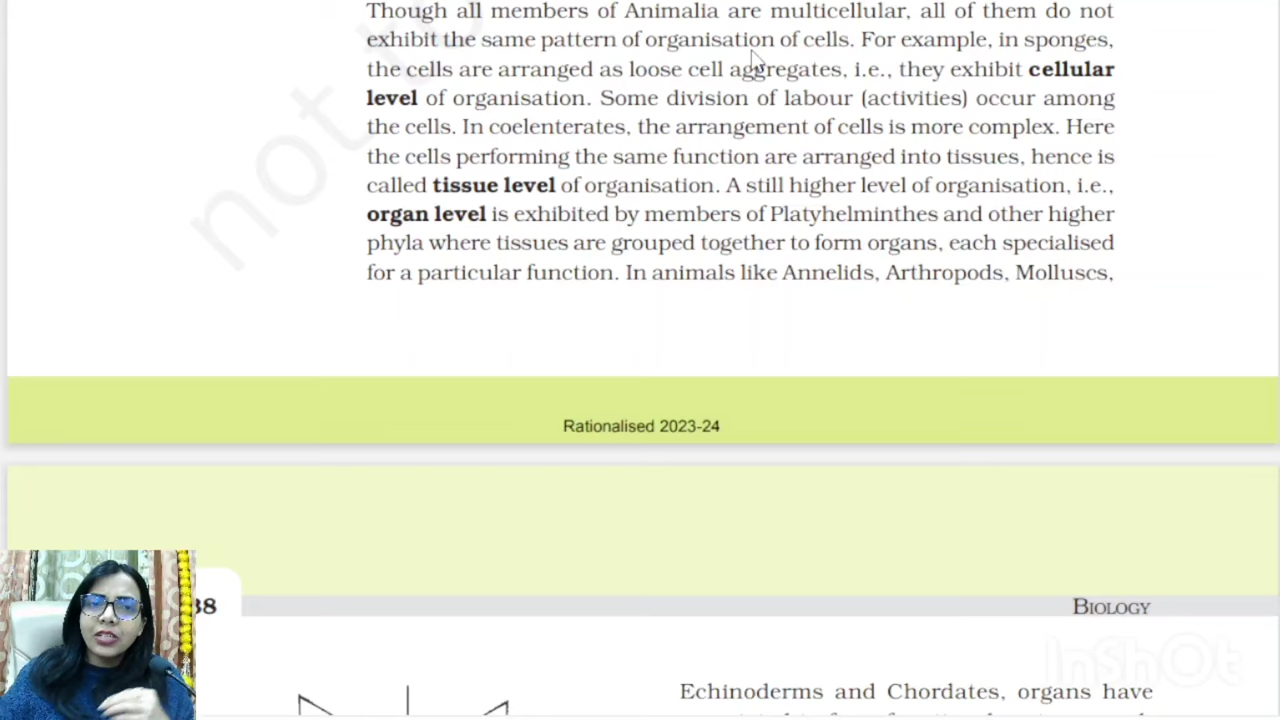 Though all members of Animalia are multicellular, all of them do not
exhibit the same pattern of organisation of cells. For example, in sponges,
the cells are arranged as loose cell aggregates, i.e., they exhibit cellular
level of organisation. Some division of labour (activities) occur among
the cells. In coelenterates, the arrangement of cells is more complex. Here
the cells performing the same function are arranged into tissues, hence is
called tissue level of organisation. A still higher level of organisation, i.e.,
organ level is exhibited by members of Platyhelminthes and other higher
phyla where tissues are grouped together to form organs, each specialised
for a particular function. In animals like Annelids, Arthropods, Molluscs,
not
Rationalised 2023-24
38
BIOLOGY
InShOt
Echinoderms and Chordates, organs have